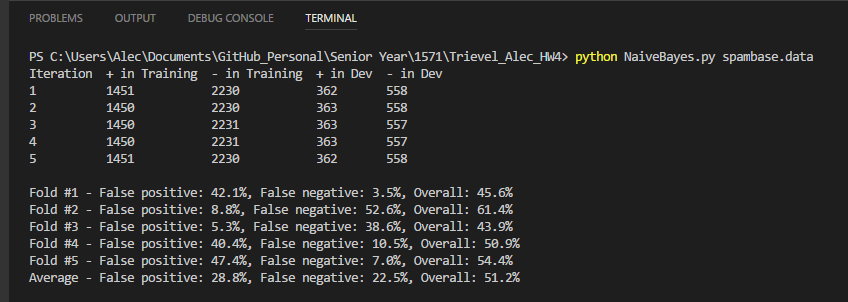 PROBLEMS OUTPUT DEBUG CONSOLE TERMINAL
PS C:\Users\Alec\Documents\GitHub_Personal\Senior Year\1571\Trievel_Alec_HW4> python NaiveBayes.py spambase.data
Iteration + in Training - in Training + in Dev - in Dev
1 1451 2230 362 558
2 1450 2230 363 558
3 1450 2231 363 557
4 1450 2231 363 557
5 1451 2230 362 558
Fold #1 - False positive: 42.1%, False negative: 3.5%, Overall: 45.6%
Fold #2 - False positive: 8.8%, False negative: 52.6%, Overall: 61.4%
Fold #3 - False positive: 5.3%, False negative: 38.6%, Overall: 43.9%
Fold #4 - False positive: 40.4%, False negative: 10.5%, Overall: 50.9%
Fold #5 - False positive: 47.4%, False negative: 7.0%, Overall: 54.4%
Average - False positive: 28.8%, False negative: 22.5%, Overall: 51.2%